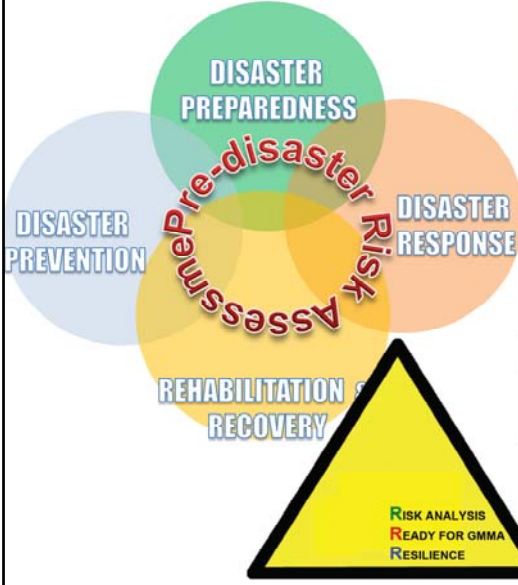 DISASTER
PREPAREDNESS
Pre-disaster Risk Assessme
DISASTER
PREVENTION
DISASTER
RESPONSE
REHABILITATION
RECOVERY
RISK ANALYSIS
READY FOR GMMA
RESILIENCE